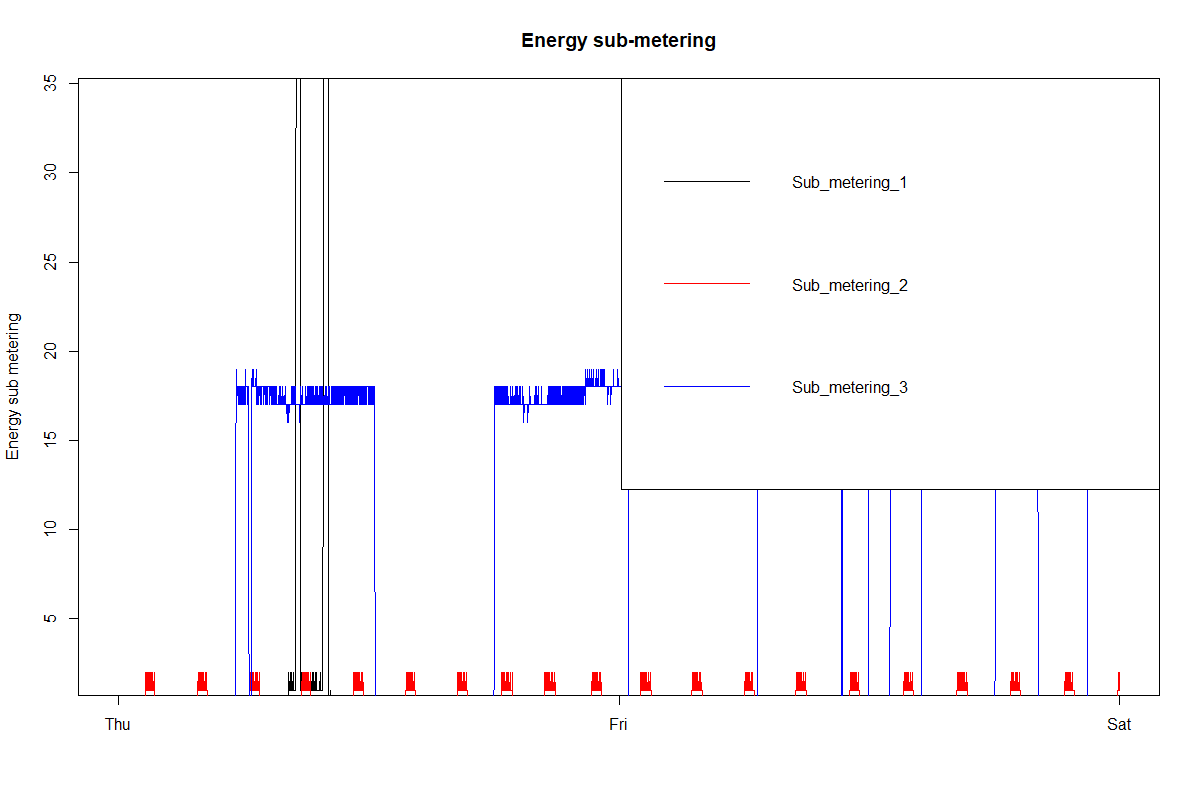 Energy sub-metering
35
30
25
20
15
10
5
Energy sub metering
Sub_metering_1
Sub_metering_2
Sub_metering_3
Thu Fri Sat